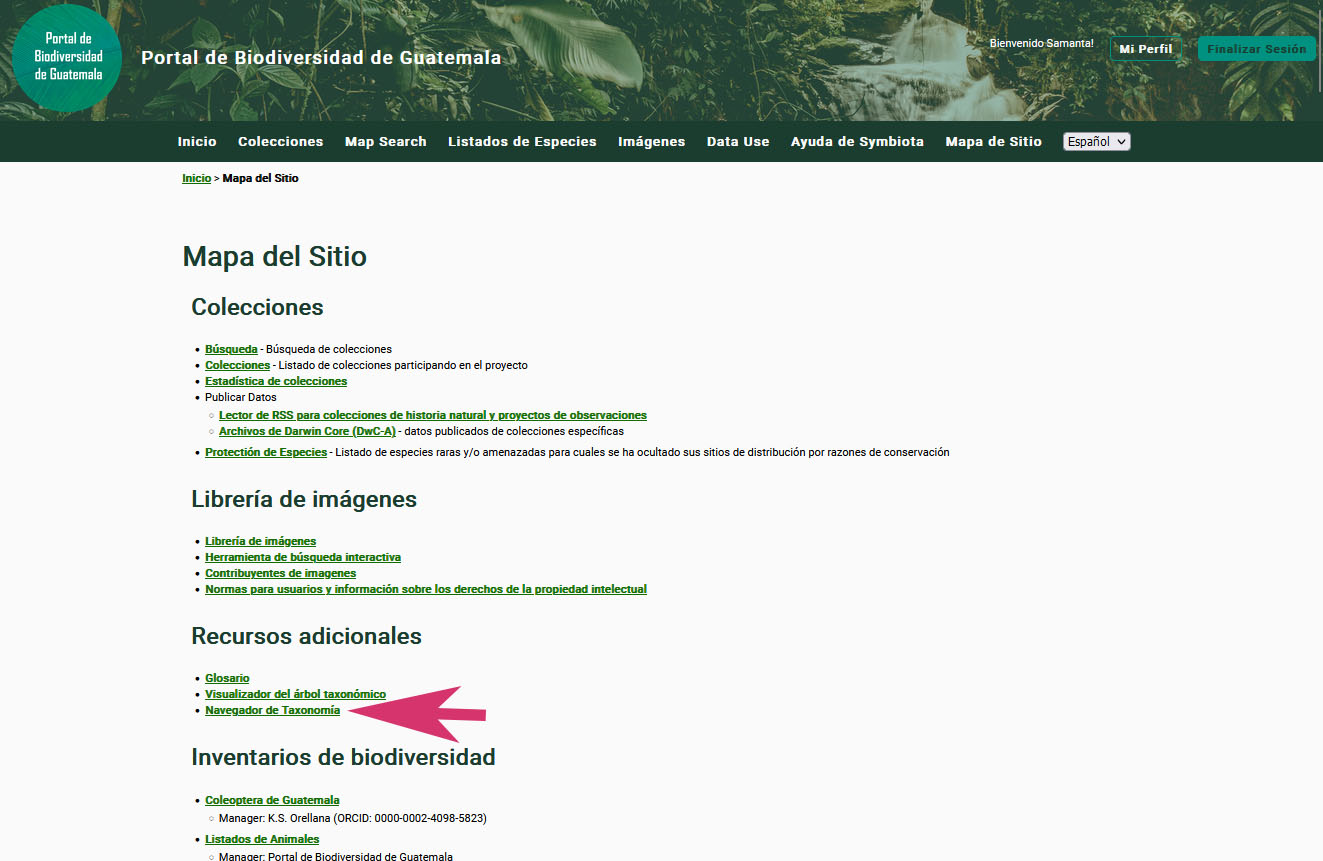 Portal de
Biodiversidad
de Guatemala
Portal de Biodiversidad de Guatemala
Bienvenido Samanta!
Mi Perfil
Finalizar Sesión
Inicio Colecciones Map Search Listados de Especies Imágenes Data Use Ayuda de Symbiota Mapa de Sitio Español
Inicio > Mapa del Sitio
Mapa del Sitio
Colecciones
• Búsqueda - Búsqueda de colecciones
• Colecciones - Listado de colecciones participando en el proyecto
• Estadística de colecciones
• Publicar Datos
○ Lector de RSS para colecciones de historia natural y proyectos de observaciones
○ Archivos de Darwin Core (DwC-A) - datos publicados de colecciones específicas
• Protectión de Especies - Listado de especies raras y/o amenazadas para cuales se ha ocultado sus sitios de distribución por razones de conservación
Librería de imágenes
• Librería de imágenes
• Herramienta de búsqueda interactiva
• Contribuyentes de imagenes
• Normas para usuarios y información sobre los derechos de la propiedad intelectual
Recursos adicionales
• Glosario
• Visualizador del árbol taxonómico
• Navegador de Taxonomía
Inventarios de biodiversidad
• Coleoptera de Guatemala
○ Manager: K.S. Orellana (ORCID: 0000-0002-4098-5823)
• Listados de Animales
○ Manager: Portal de Biodiversidad de Guatemala